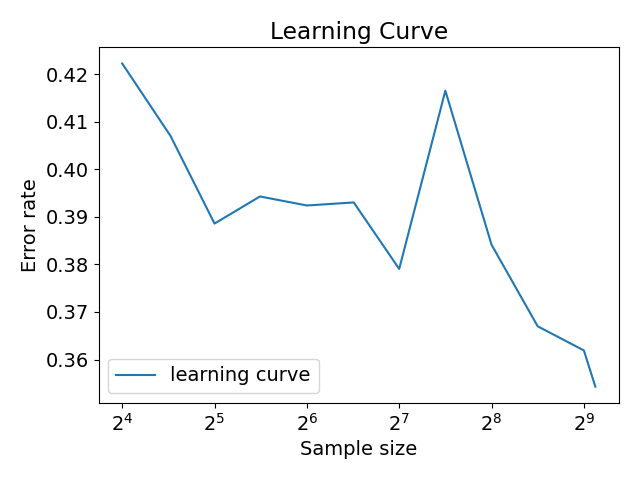 Learning Curve
Error rate
0.42
0.41
0.40
0.39
0.38
0.37
0.36
learning curve
2⁴ 2⁵ 2⁶ 2⁷ 2⁸ 2⁹
Sample size